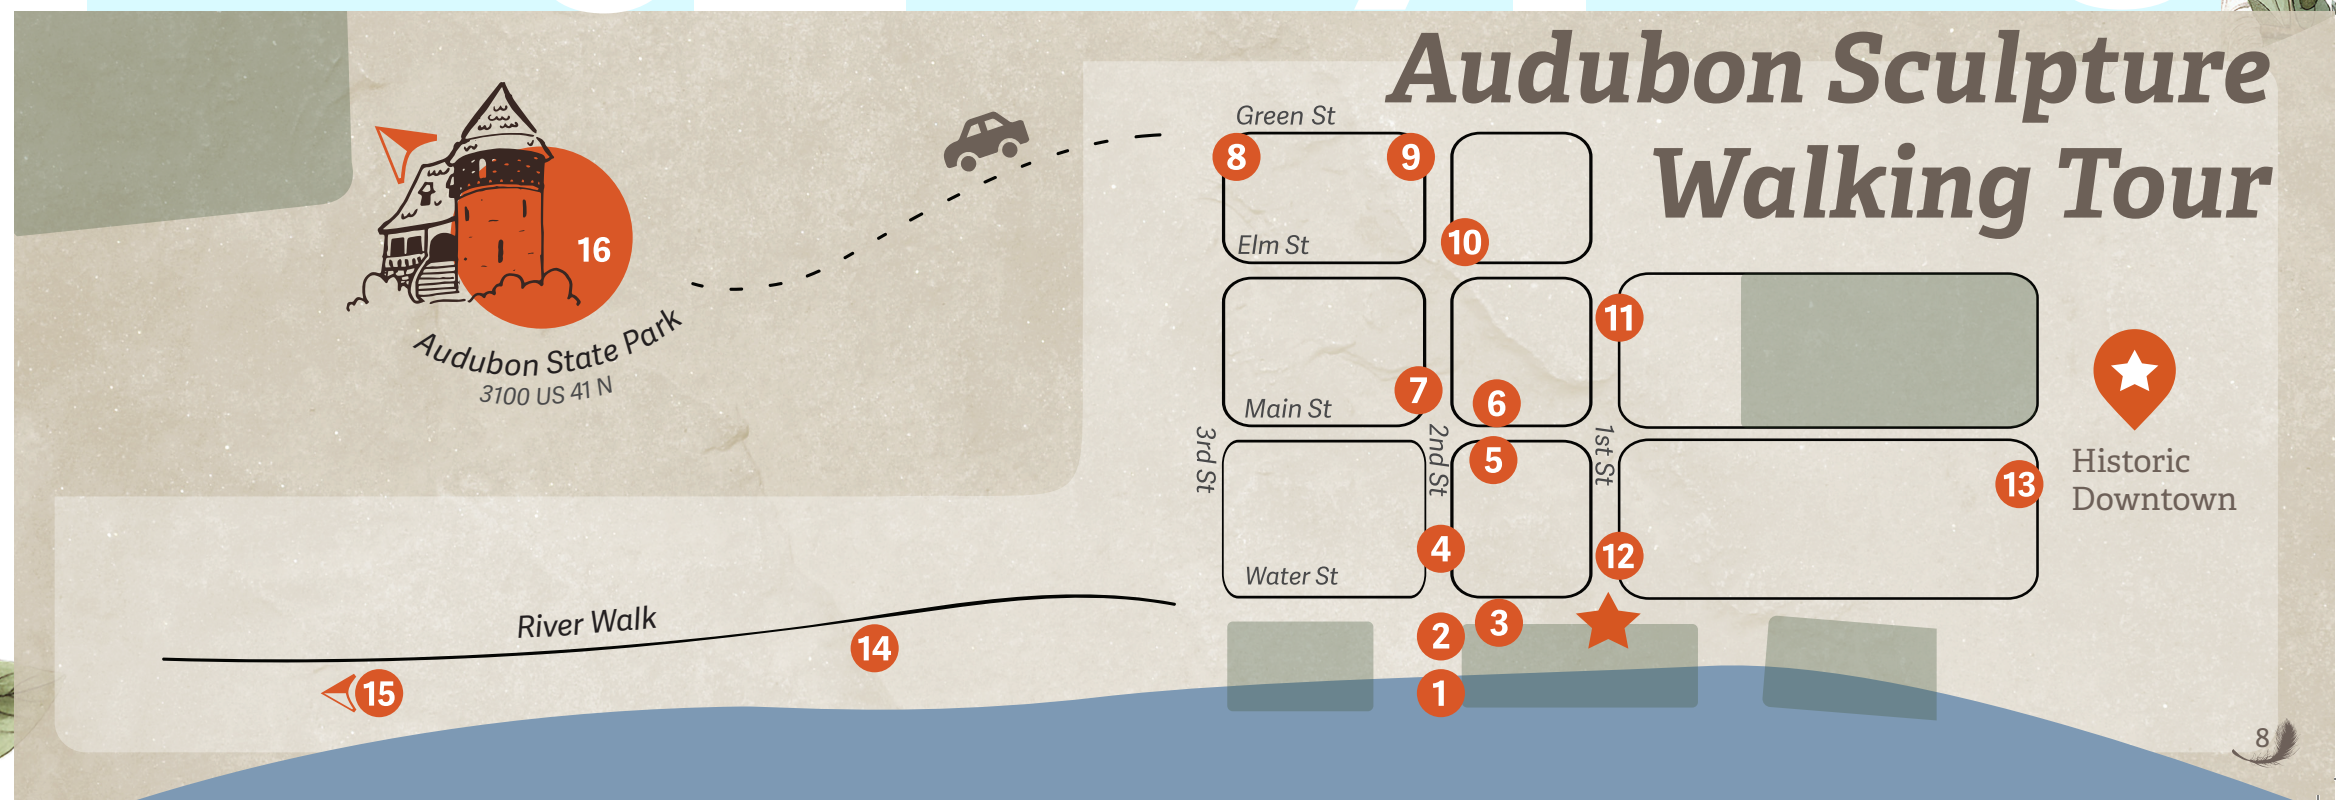 Audubon Sculpture
Walking Tour
Green St
8
9
10
Elm St
16
Audubon State Park
3100 US 41 N
11
7
6
Main St
3rd St
2nd St
1st St
5
13
Historic
Downtown
4
12
Water St
River Walk
14
2
3
15
1
8